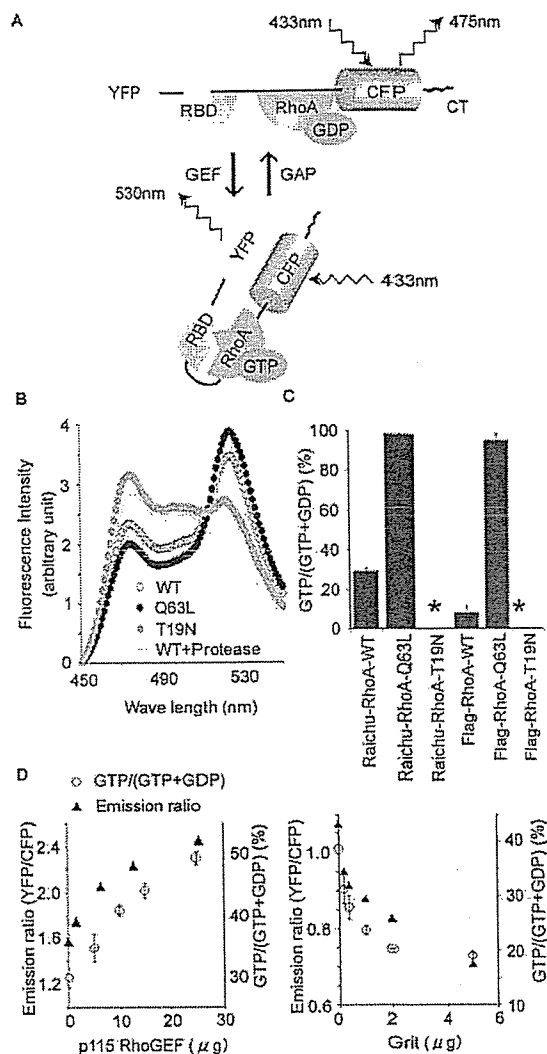 A
433nm
475nm
YFP
RBD
RhoA
CFP
GDP
CT
GEF
GAP
530nm
YFP
CFP
433nm
RBD
RhoA
GTP
B
Fluorescence Intensity
(arbitrary unit)
4
3
2
1
0
WT
Q63L
T19N
WT+Protease
450
490
530
Wave length (nm)
C
GTP/(GTP+GDP) (%)
100
80
60
40
20
0
*
*
Raichu-RhoA-WT
Raichu-RhoA-Q63L
Raichu-RhoA-T19N
Flag-RhoA-WT
Flag-RhoA-Q63L
Flag-RhoA-T19N
D
GTP/(GTP+GDP)
Emission ratio
Emission ratio (YFP/CFP)
2.4
2.0
1.6
1.2
50
40
30
GTP/(GTP+GDP) (%)
0
10
20
30
p115 RhoGEF (μg)
Emission ratio (YFP/CFP)
1.0
0.8
0.6
40
30
20
10
GTP/(GTP+GDP) (%)
0
2
4
6
Grit (μg)